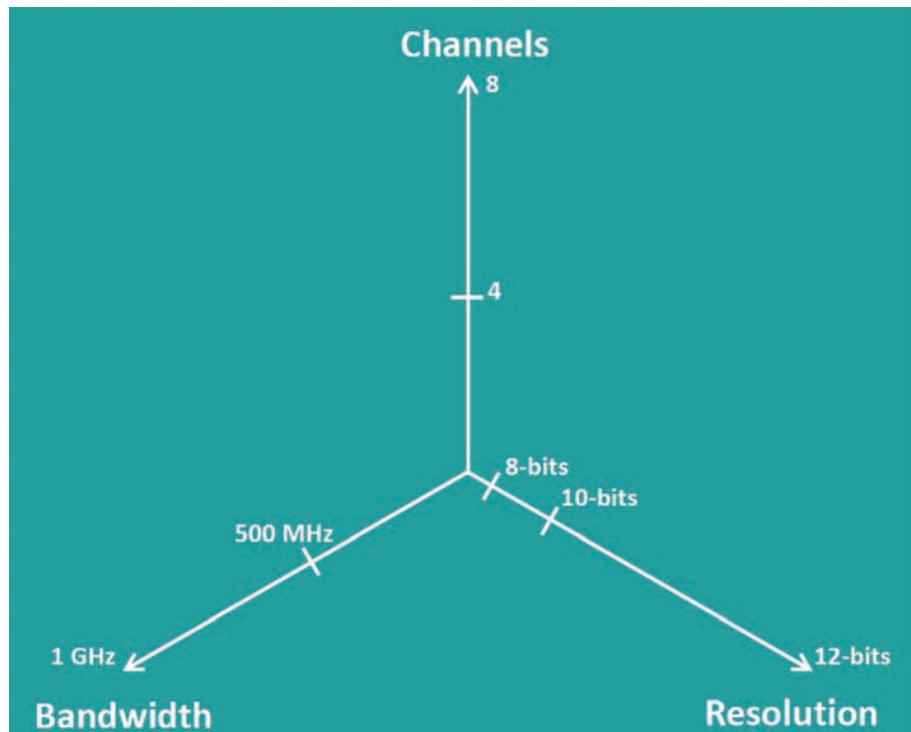 Channels
8
4
8-bits
10-bits
500 MHz
1 GHz
12-bits
Bandwidth
Resolution